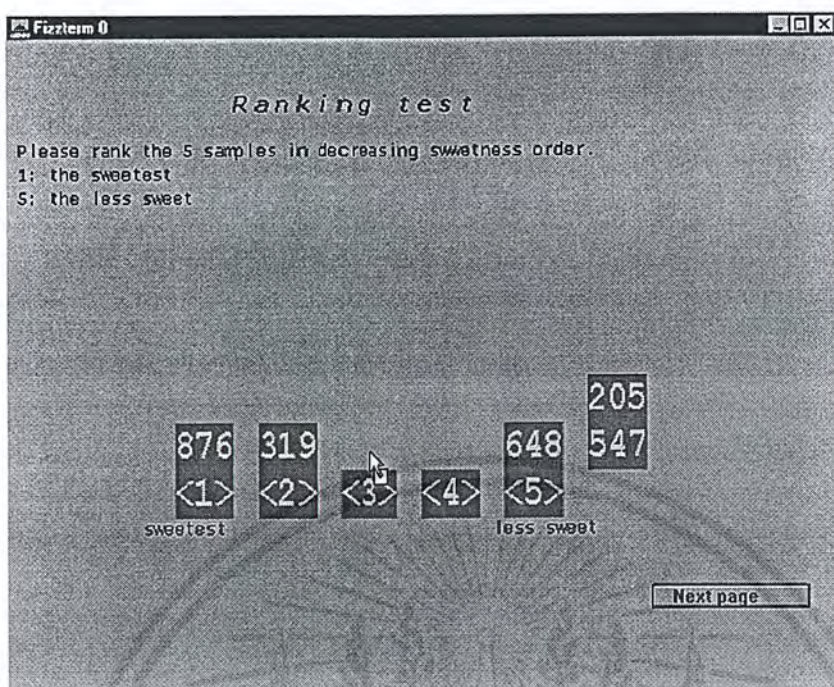 Fizzterm 0
Ranking test
Please rank the 5 samples in decreasing swwetness order.
1: the sweetest
5: the less sweet
205
876 319 648 547
<1> <2> <3> <4> <5>
sweetest less sweet
Next page